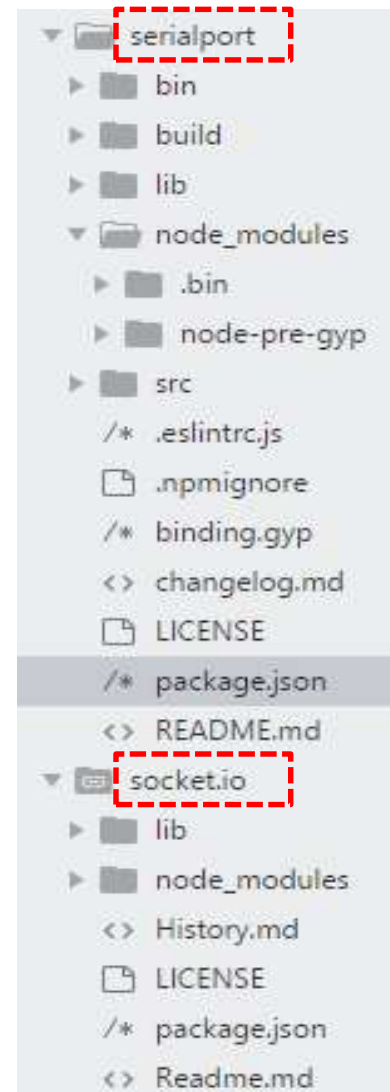 serialport
bin
build
lib
node_modules
.bin
node-pre-gyp
src
/* .eslintrc.js
.npmignore
/* binding.gyp
<> changelog.md
LICENSE
/* package.json
<> README.md
socket.io
lib
node_modules
<> History.md
LICENSE
/* package.json
<> Readme.md